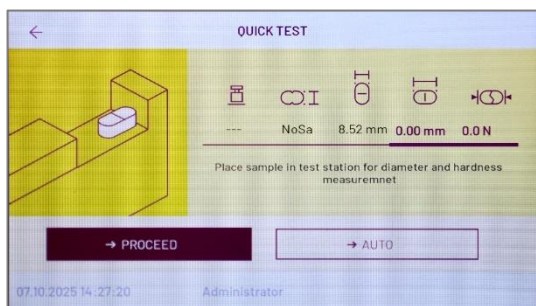 QUICK TEST
--- NoSa 8.52 mm 0.00 mm 0.0 N
Place sample in test station for diameter and hardness
measuremnet
→ PROCEED
→ AUTO
07.10.2025 14:27:20 Administrator